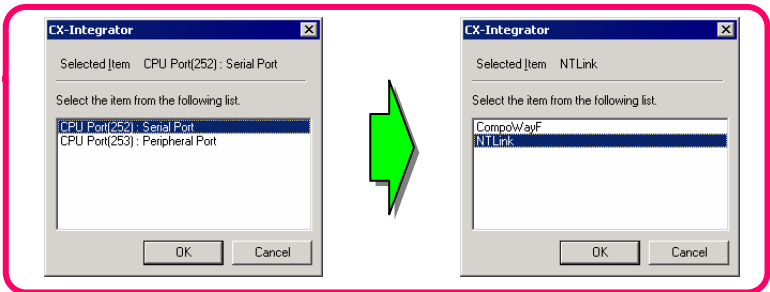 CX-Integrator
Selected Item CPU Port(252) : Serial Port
Select the item from the following list.
CPU Port(252) : Serial Port
CPU Port(253) : Peripheral Port
OK Cancel
CX-Integrator
Selected Item NTLink
Select the item from the following list.
CompoWayF
NTLink
OK Cancel